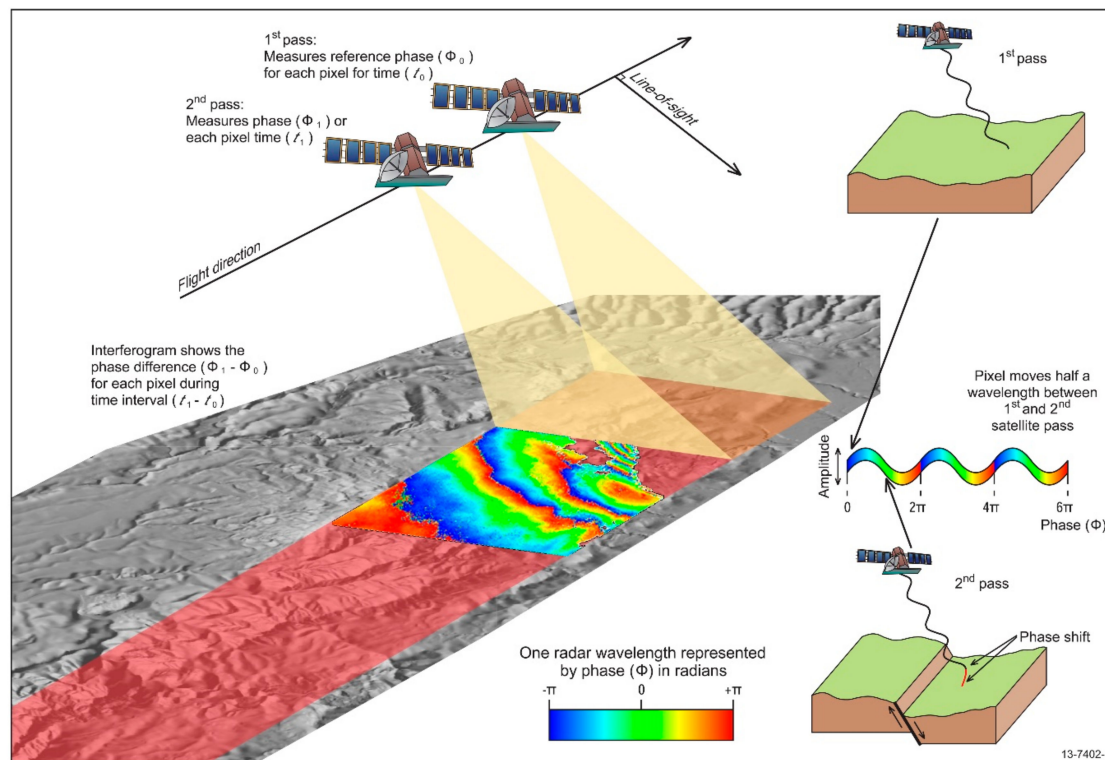 1st pass:
Measures reference phase (Φ0)
for each pixel for time (t0)
2nd pass:
Measures phase (Φ1) or
each pixel time (t1)
Line-of-sight
Flight direction
Interferogram shows the
phase difference (Φ1 - Φ0)
for each pixel during
time interval (t1 - t0)
1st pass
Pixel moves half a
wavelength between
1st and 2nd
satellite pass
Amplitude
0 2π 4π 6π
Phase (Φ)
2nd pass
Phase shift
One radar wavelength represented
by phase (Φ) in radians
-π 0 +π
13-7402-